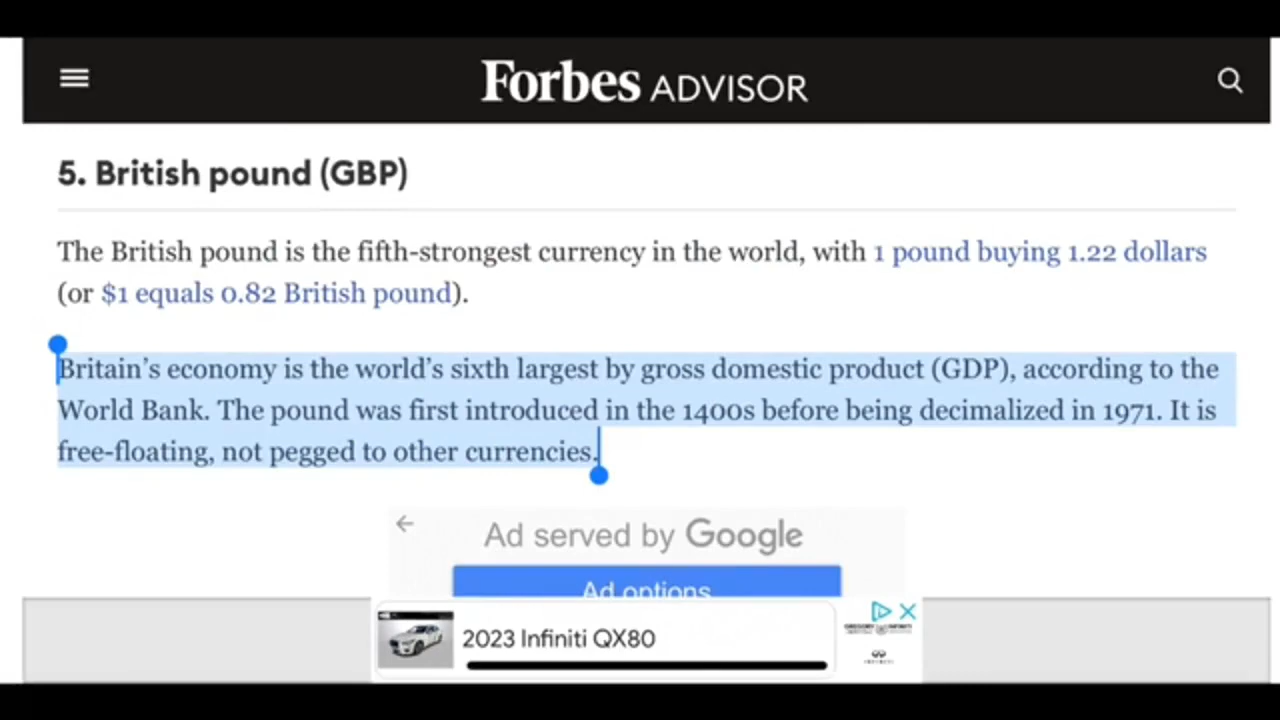 Forbes ADVISOR
5. British pound (GBP)
The British pound is the fifth-strongest currency in the world, with 1 pound buying 1.22 dollars
(or $1 equals 0.82 British pound).
Britain’s economy is the world’s sixth largest by gross domestic product (GDP), according to the
World Bank. The pound was first introduced in the 1400s before being decimalized in 1971. It is
free-floating, not pegged to other currencies.
Ad served by Google
Ad options
2023 Infiniti QX80
GREGORY INFINITI
INFINITI